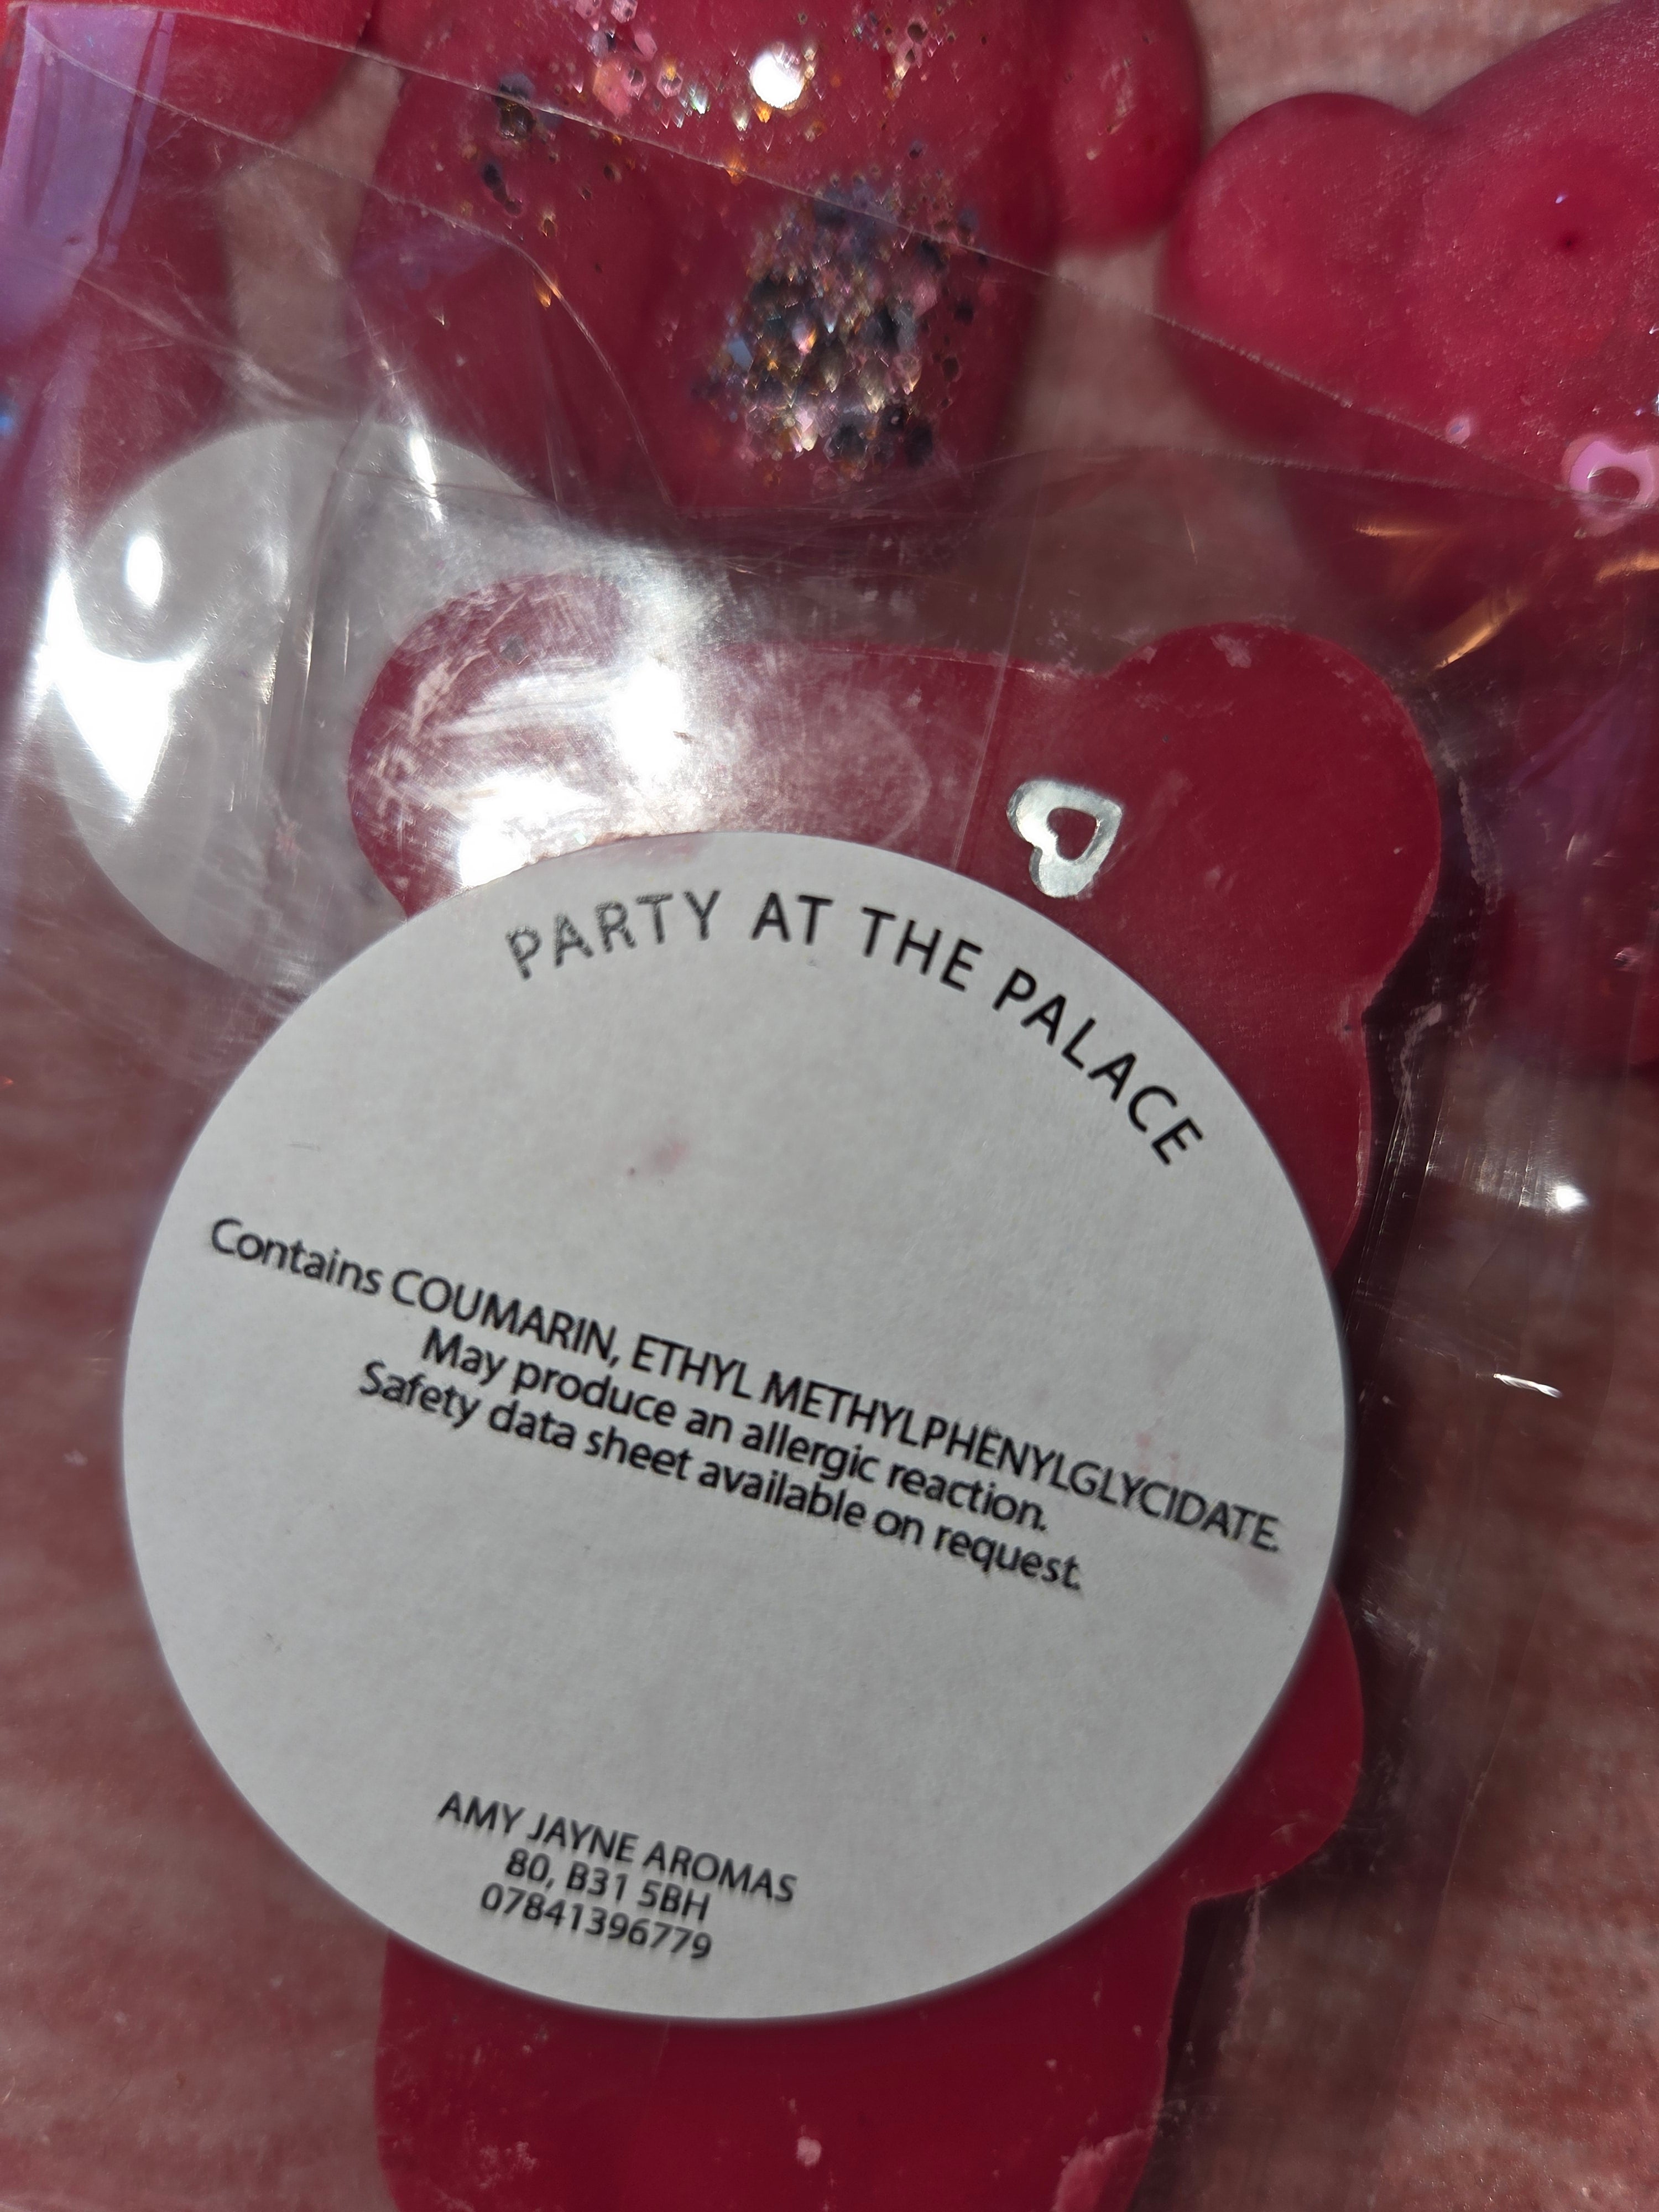 PARTY AT THE PALACE
Contains COUMARIN, ETHYL METHYLPHENYLGLYCIDATE.
May produce an allergic reaction.
Safety data sheet available on request.
AMY JAYNE AROMAS
80, B31 5BH
07841396779